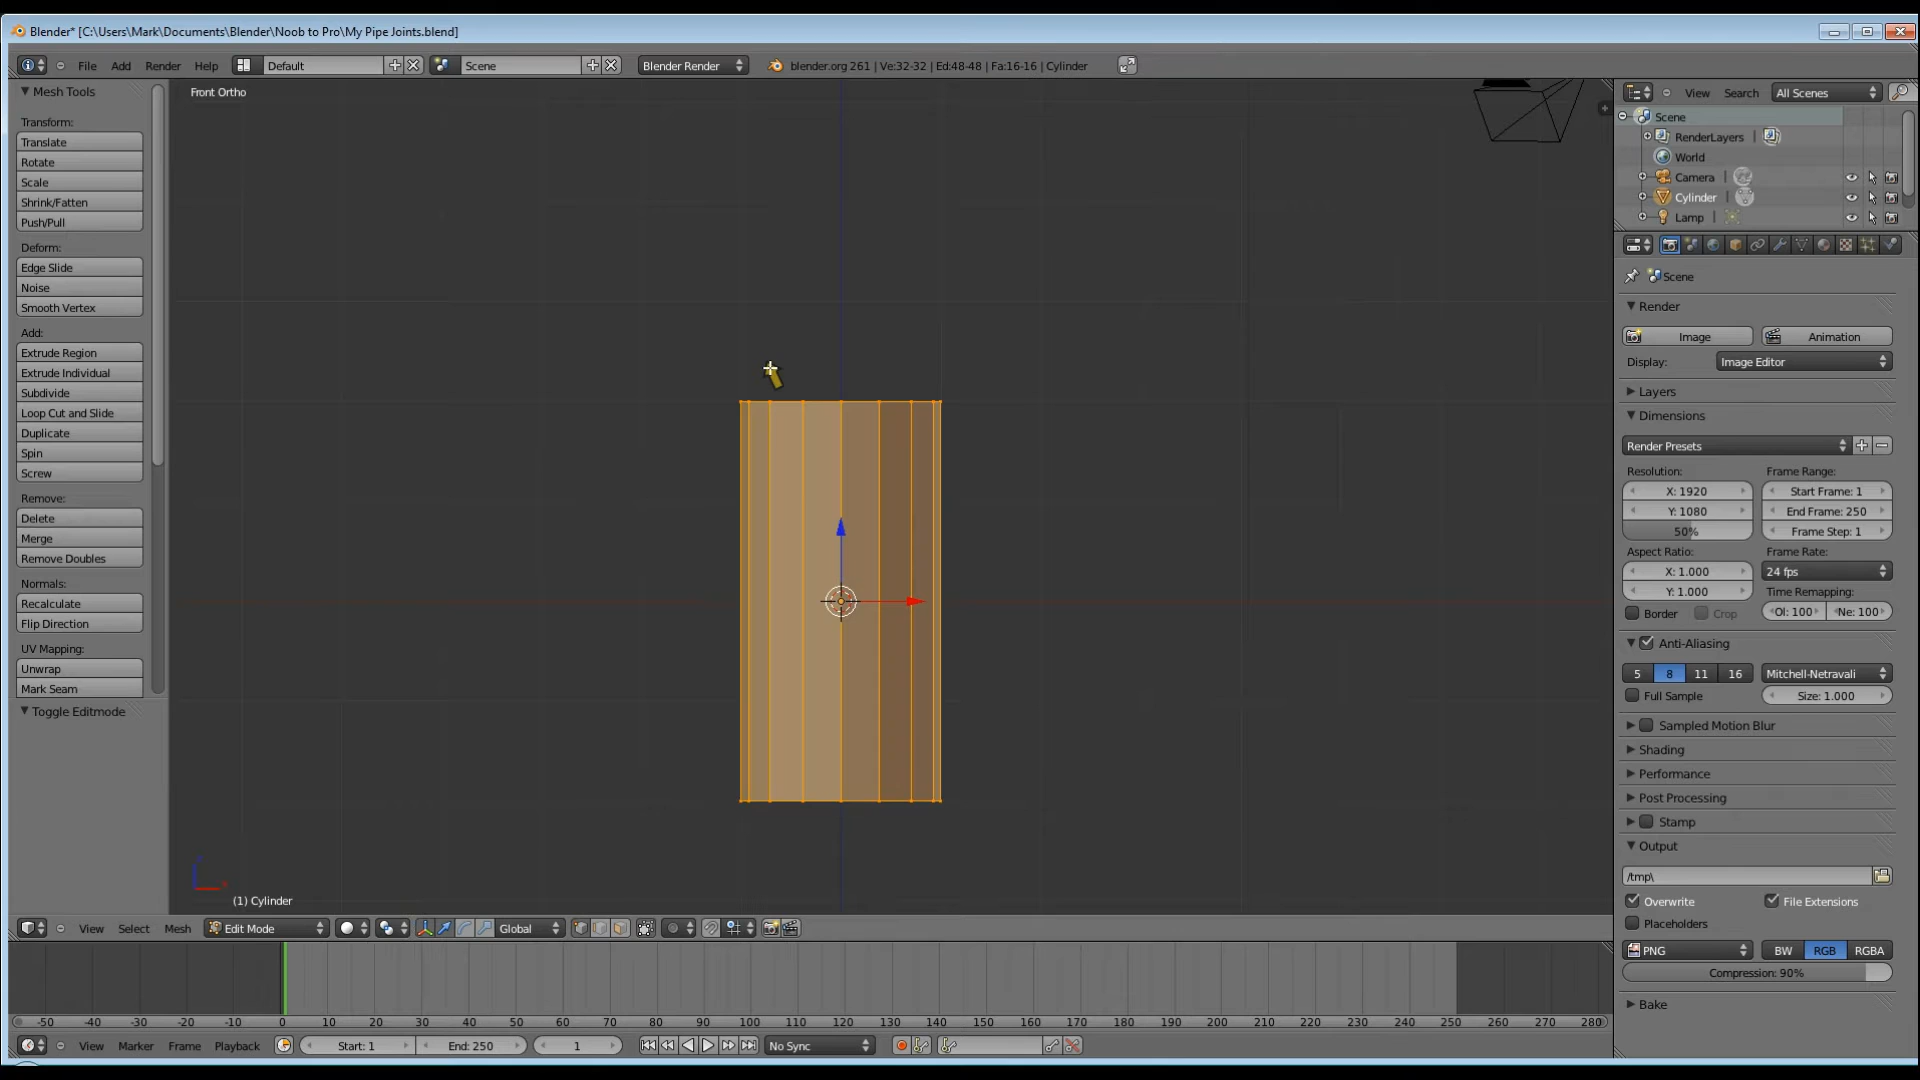 Blender* [C:\Users\Mark\Documents\Blender\Noob to Pro\My Pipe Joints.blend]
File Add Render Help Default Scene Blender Render blender.org 261 | Ve:32-32 | Ed:48-48 | Fa:16-16 | Cylinder
Mesh Tools
Transform:
Translate
Rotate
Scale
Shrink/Fatten
Push/Pull
Deform:
Edge Slide
Noise
Smooth Vertex
Add:
Extrude Region
Extrude Individual
Subdivide
Loop Cut and Slide
Duplicate
Spin
Screw
Remove:
Delete
Merge
Remove Doubles
Normals:
Recalculate
Flip Direction
UV Mapping:
Unwrap
Mark Seam
Toggle Editmode
Front Ortho
(1) Cylinder
View Select Mesh Edit Mode Global
-50 -40 -30 -20 -10 0 10 20 30 40 50 60 70 80 90 100 110 120 130 140 150 160 170 180 190 200 210 220 230 240 250 260 270 280
View Marker Frame Playback Start: 1 End: 250 1 No Sync
View Search All Scenes
Scene
RenderLayers |
World
Camera |
Cylinder |
Lamp |
Scene
Render
Image Animation
Display: Image Editor
Layers
Dimensions
Render Presets
Resolution: Frame Range:
X: 1920 Start Frame: 1
Y: 1080 End Frame: 250
50% Frame Step: 1
Aspect Ratio: Frame Rate:
X: 1.000 24 fps
Y: 1.000 Time Remapping:
Border Crop Ol: 100 Ne: 100
Anti-Aliasing
5 8 11 16 Mitchell-Netravali
Full Sample Size: 1.000
Sampled Motion Blur
Shading
Performance
Post Processing
Stamp
Output
/tmp\
Overwrite File Extensions
Placeholders
PNG BW RGB RGBA
Compression: 90%
Bake